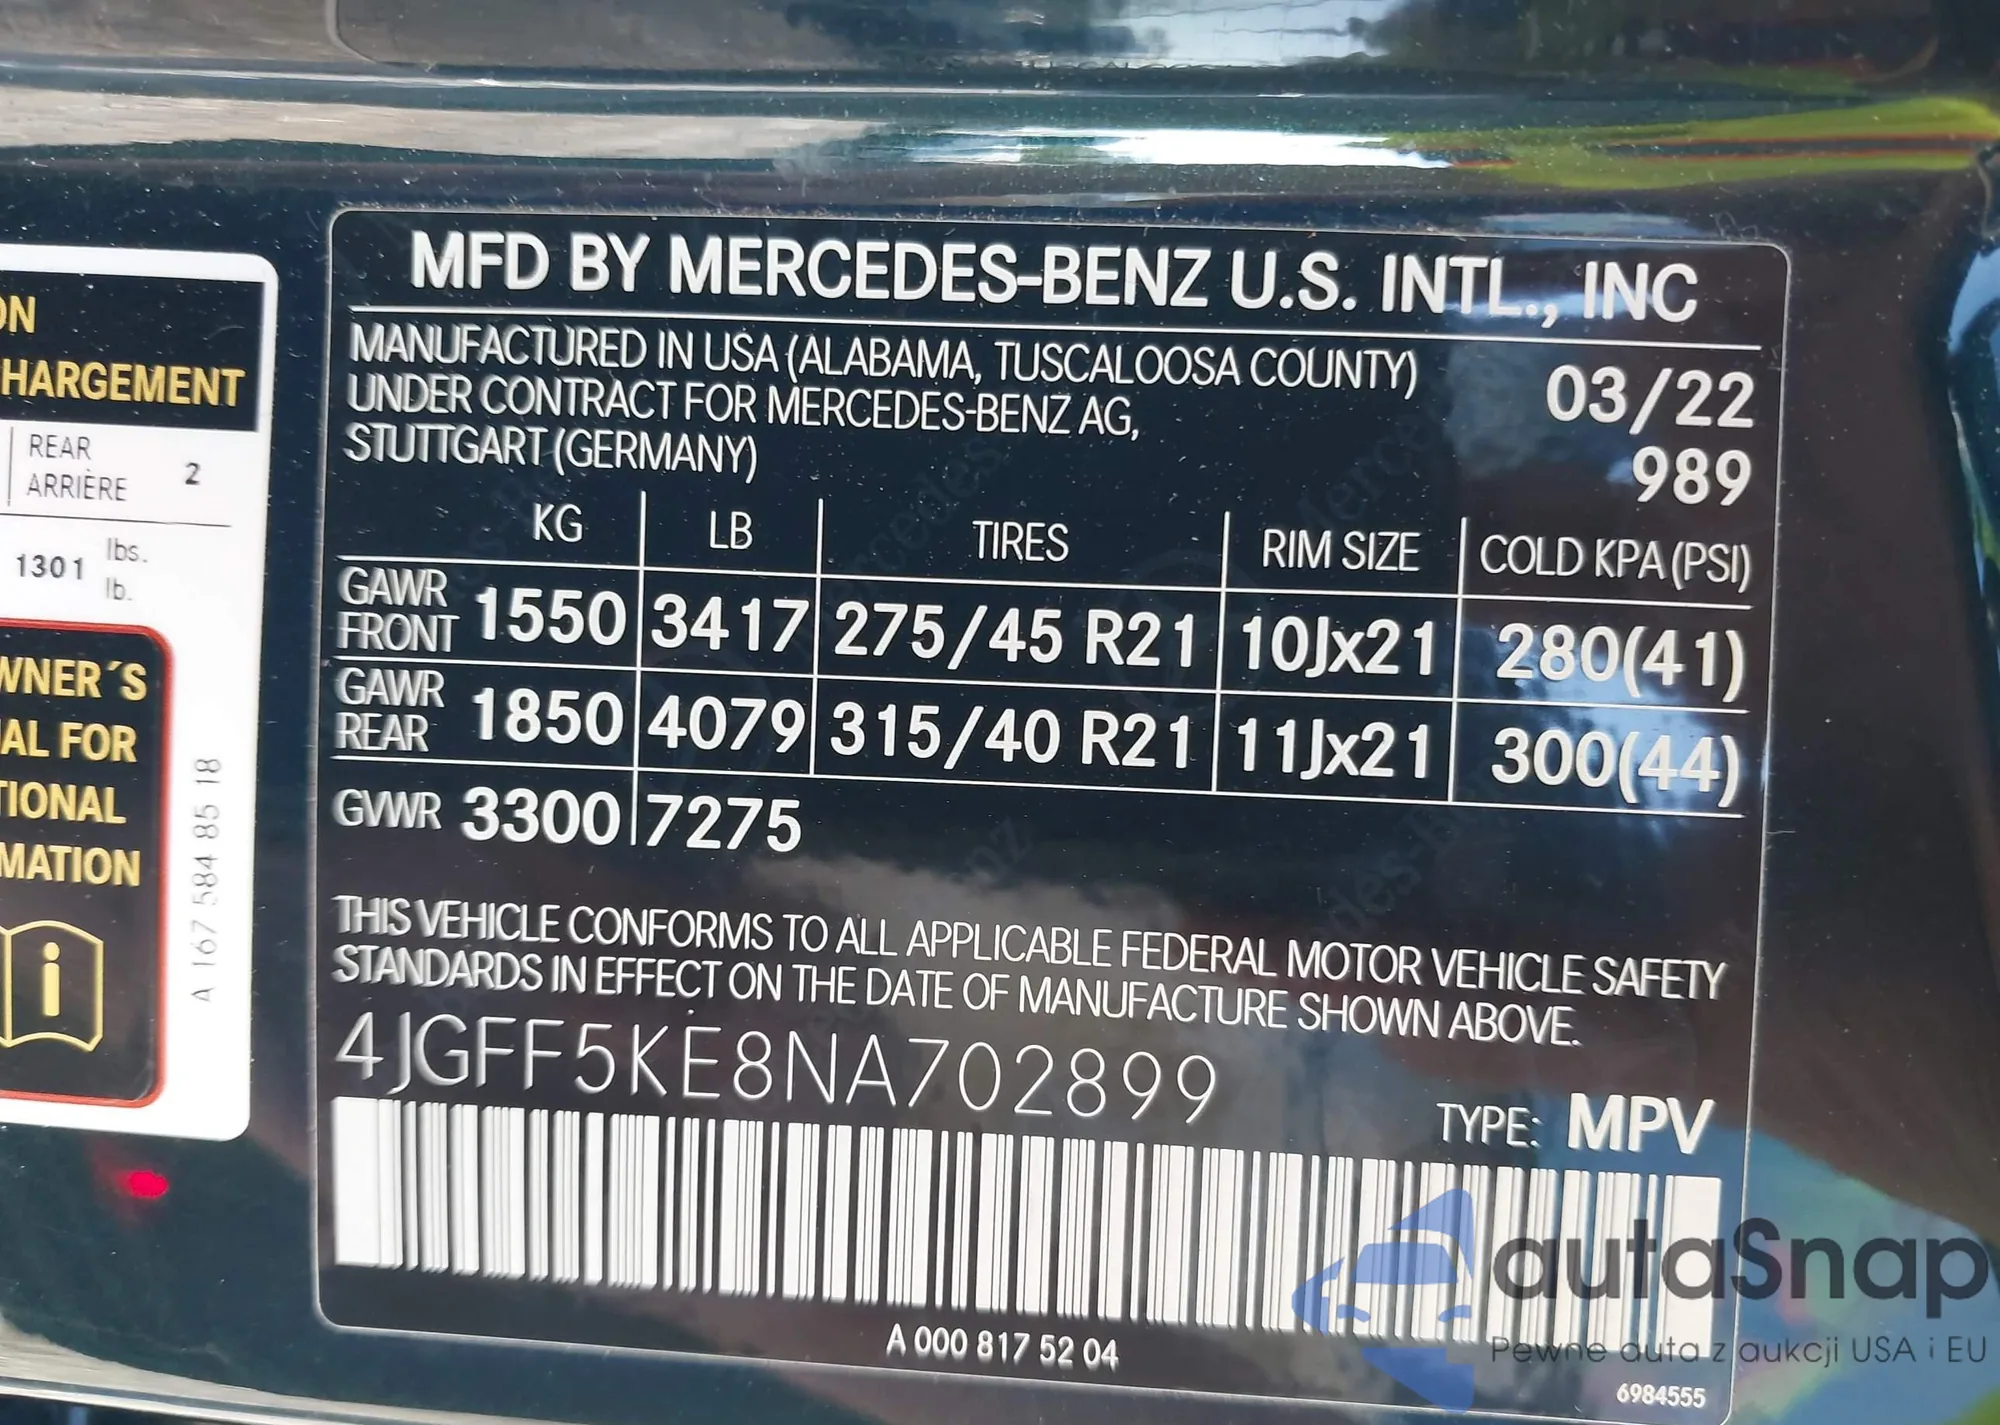 ON
HARGEMENT
REAR
ARRIÈRE
2
1301 lbs.
lb.
WNER´S
AL FOR
TIONAL
MATION
A 167 584 85 18
MFD BY MERCEDES-BENZ U.S. INTL., INC
MANUFACTURED IN USA (ALABAMA, TUSCALOOSA COUNTY)
UNDER CONTRACT FOR MERCEDES-BENZ AG,
STUTTGART (GERMANY)
03/22
989
KG LB TIRES RIM SIZE COLD KPA (PSI)
GAWR FRONT 1550 3417 275/45 R21 10Jx21 280(41)
GAWR REAR 1850 4079 315/40 R21 11Jx21 300(44)
GVWR 3300 7275
THIS VEHICLE CONFORMS TO ALL APPLICABLE FEDERAL MOTOR VEHICLE SAFETY
STANDARDS IN EFFECT ON THE DATE OF MANUFACTURE SHOWN ABOVE.
4JGFF5KE8NA702899
TYPE: MPV
A 000 817 52 04
6984555
autaSnap
Pewne auta z aukcji USA i EU